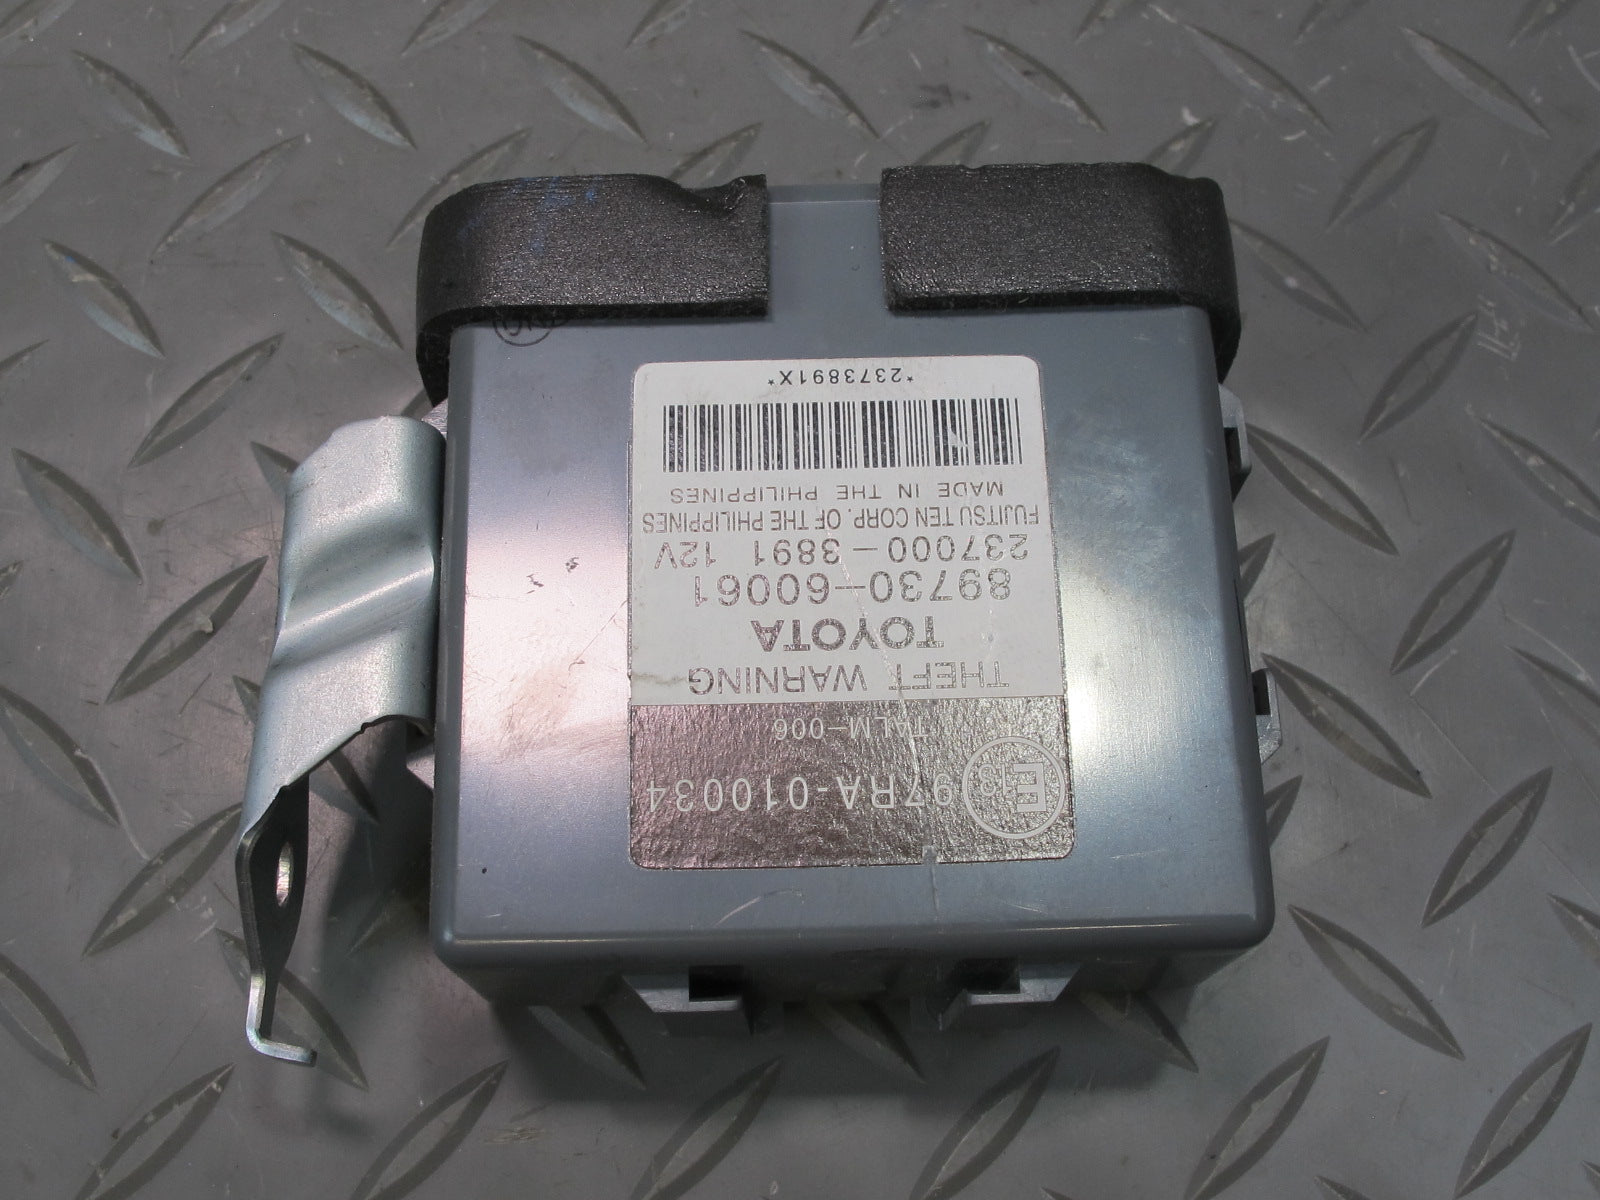 E13
97RA-010034
TALM-006
THEFT WARNING
TOYOTA
89730-60061
237000-3891 12V
FUJITSU TEN CORP. OF THE PHILIPPINES
MADE IN THE PHILIPPINES
*2373891X*